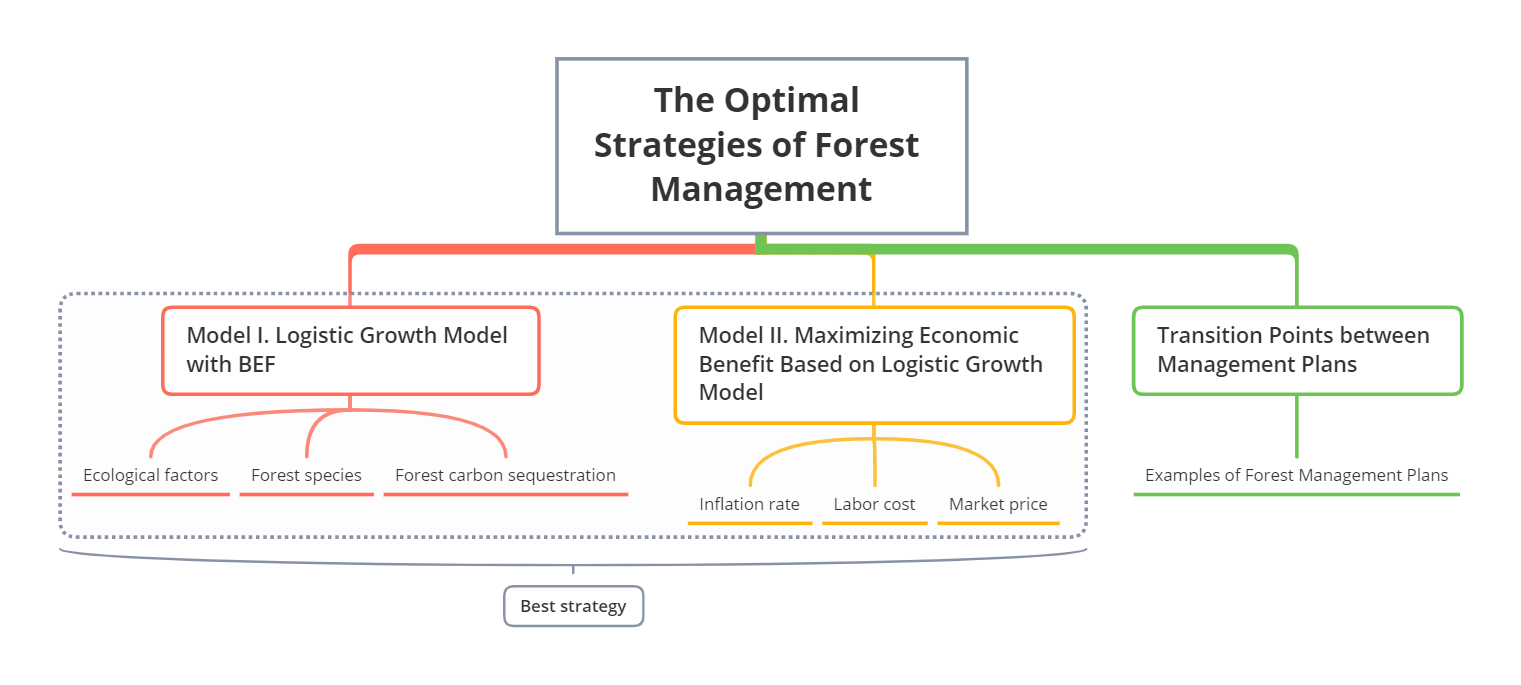 The Optimal
Strategies of Forest
Management
Model I. Logistic Growth Model
with BEF
Model II. Maximizing Economic
Benefit Based on Logistic Growth
Model
Transition Points between
Management Plans
Ecological factors
Forest species
Forest carbon sequestration
Inflation rate
Labor cost
Market price
Examples of Forest Management Plans
Best strategy